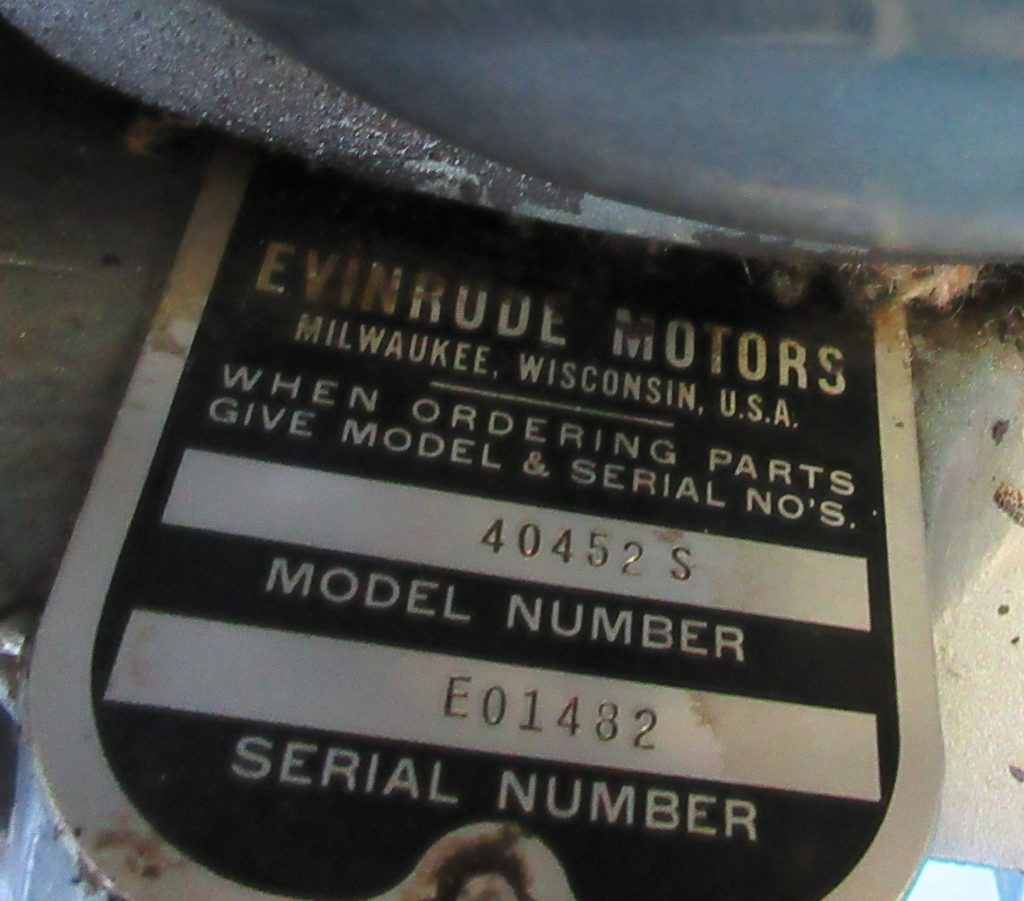 EVINRUDE MOTORS
MILWAUKEE, WISCONSIN, U.S.A.
WHEN ORDERING PARTS
GIVE MODEL & SERIAL NO'S.
40452 S
MODEL NUMBER
E01482
SERIAL NUMBER